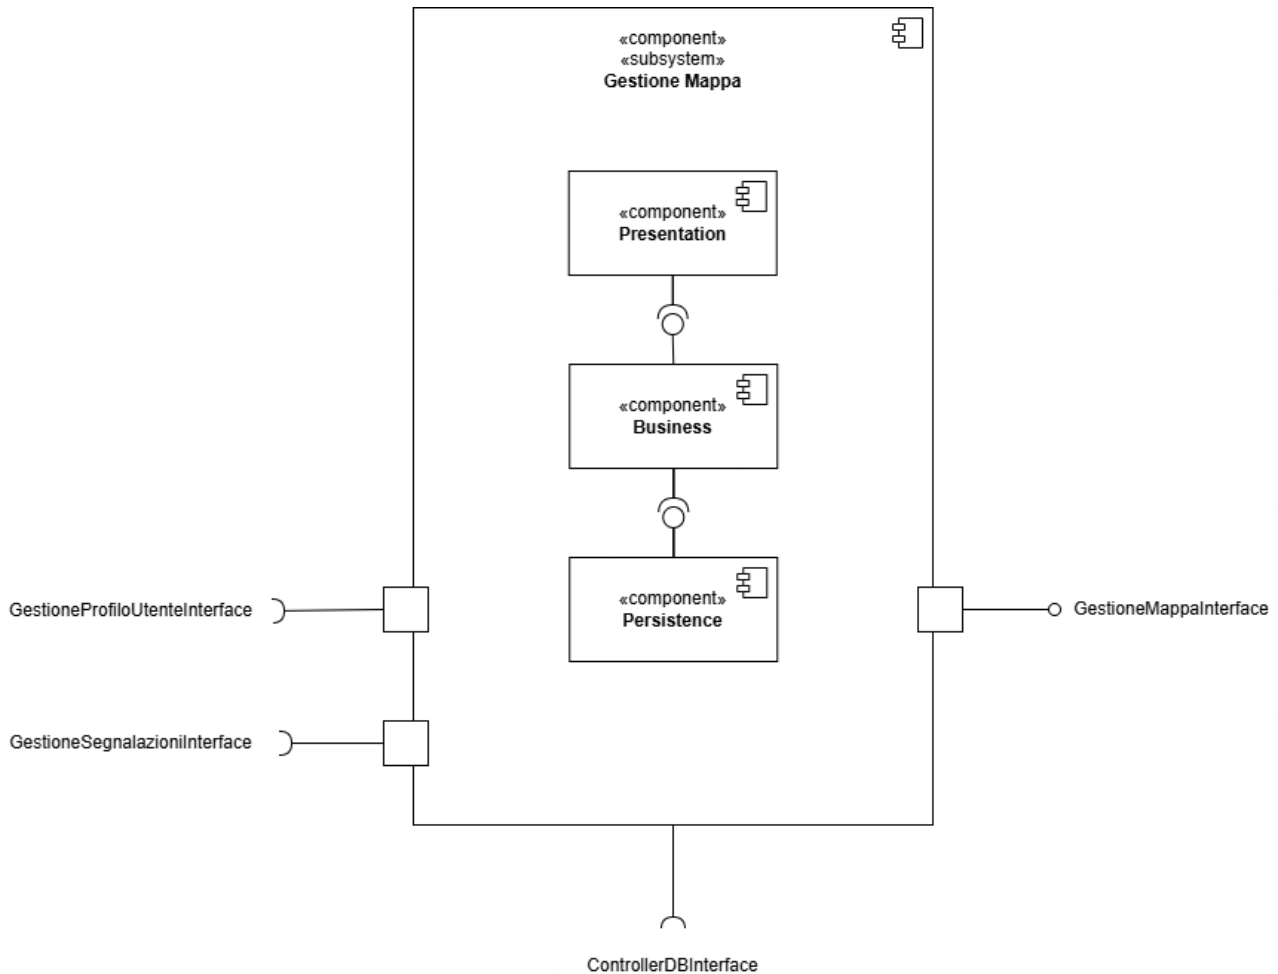 «component»
«subsystem»
Gestione Mappa
«component»
Presentation
«component»
Business
«component»
Persistence
GestioneProfiloUtenteInterface
GestioneMappaInterface
GestioneSegnalazioniInterface
ControllerDBInterface